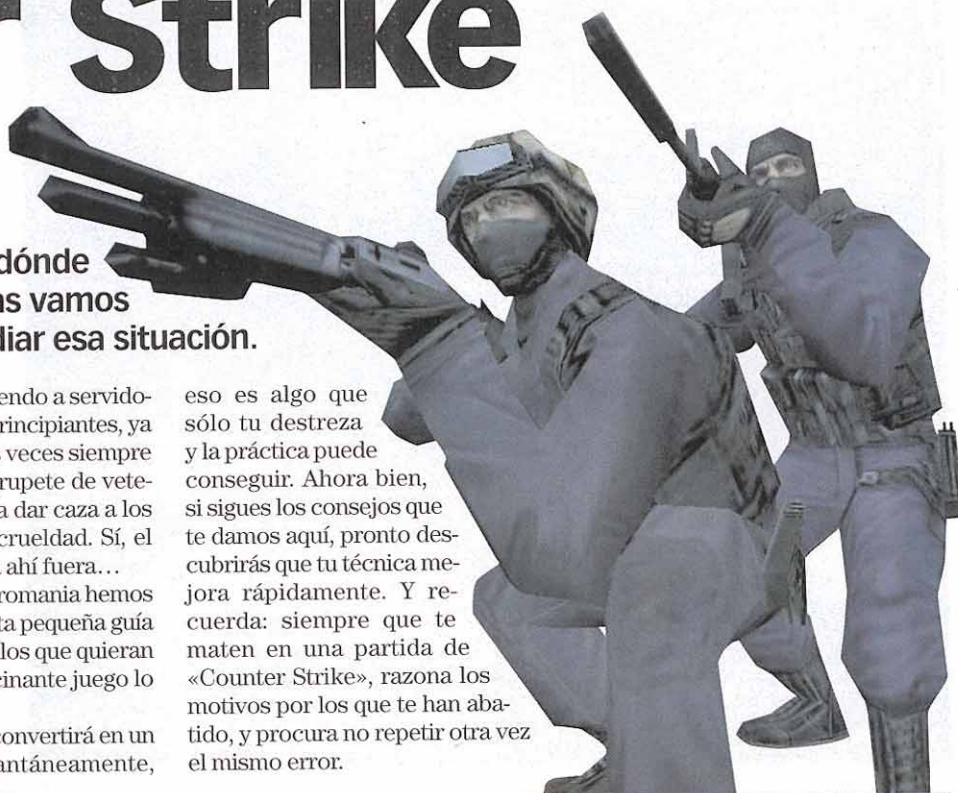 r Strike
dónde
as vamos
diar esa situación.
endo a servido-
rincipiantes, ya
s veces siempre
rupete de vete-
a dar caza a los
crueldad. Sí, el
ahí fuera...
romania hemos
ta pequeña guía
los que quieran
cinante juego lo
convertirá en un
antáneamente,
eso es algo que
sólo tu destreza
y la práctica puede
conseguir. Ahora bien,
si sigues los consejos que
te damos aquí, pronto des-
cubrirás que tu técnica me-
jora rápidamente. Y re-
cuerda: siempre que te
maten en una partida de
«Counter Strike», razona los
motivos por los que te han aba-
tido, y procura no repetir otra vez
el mismo error.